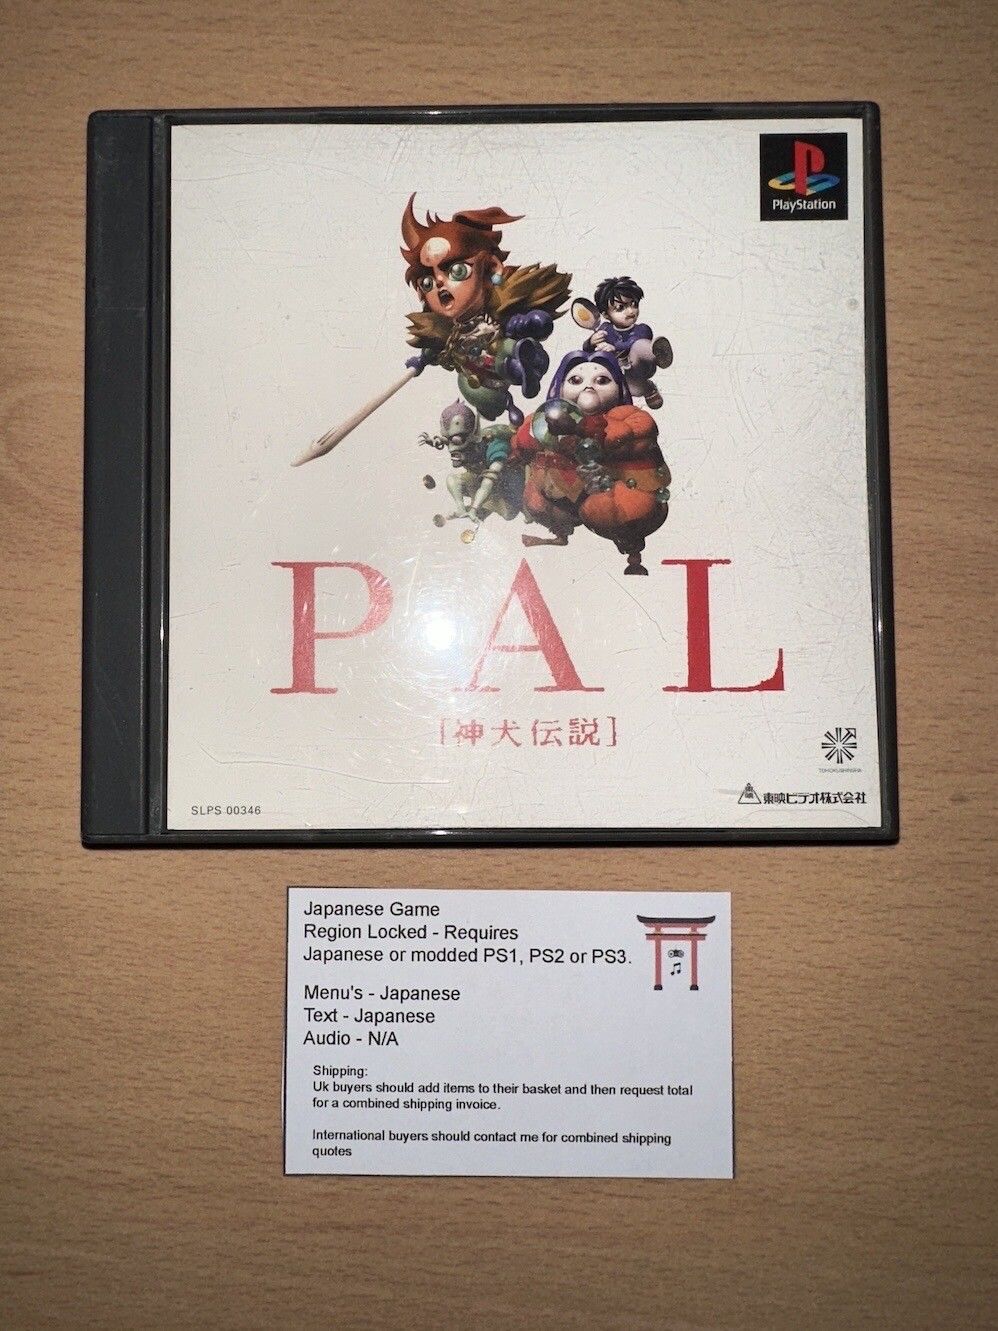 PlayStation
PAL
[神犬伝説]
TOHOKUSHINSHA
東映
東映ビデオ株式会社
SLPS 00346
Japanese Game
Region Locked - Requires
Japanese or modded PS1, PS2 or PS3.
Menu's - Japanese
Text - Japanese
Audio - N/A
Shipping:
Uk buyers should add items to their basket and then request total
for a combined shipping invoice.
International buyers should contact me for combined shipping
quotes